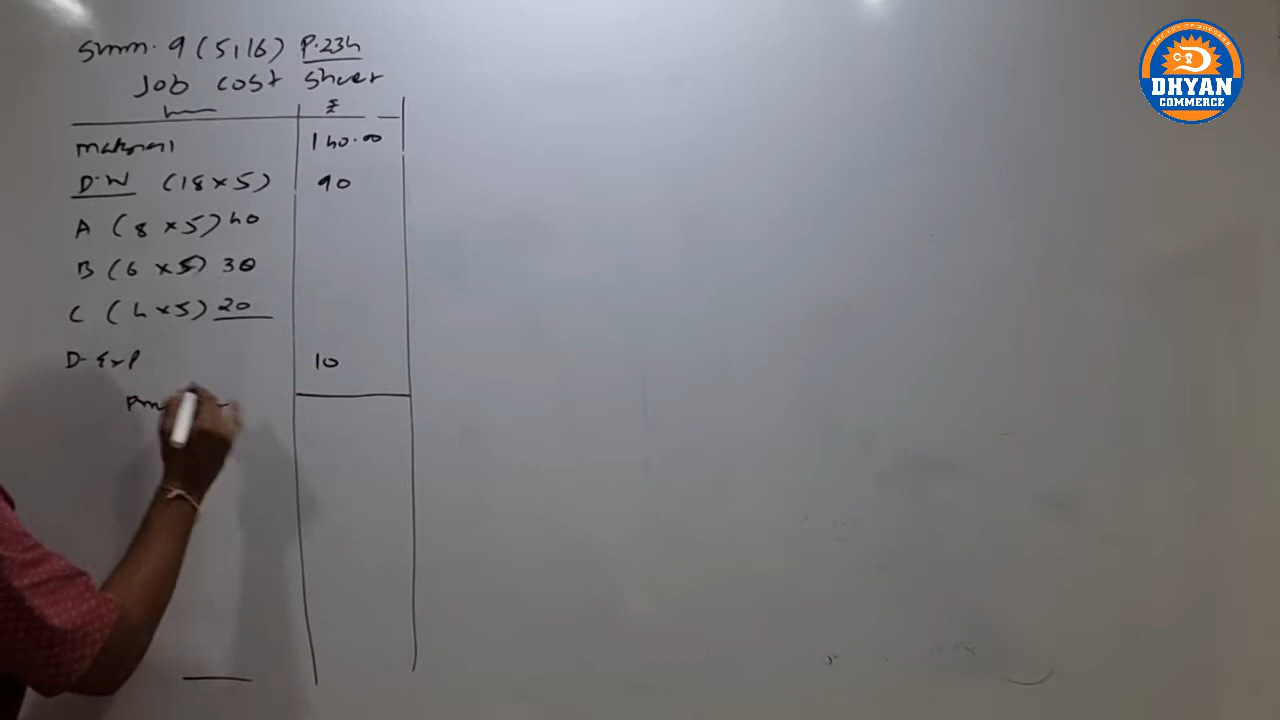 Smm. 9 (5,16) P.234
Job cost sheet
₹
Material 140.00
D.W (18 x 5) 90
A (8 x 5) 40
B (6 x 5) 30
C (4 x 5) 20
D. Exp 10
DHYAN
COMMERCE